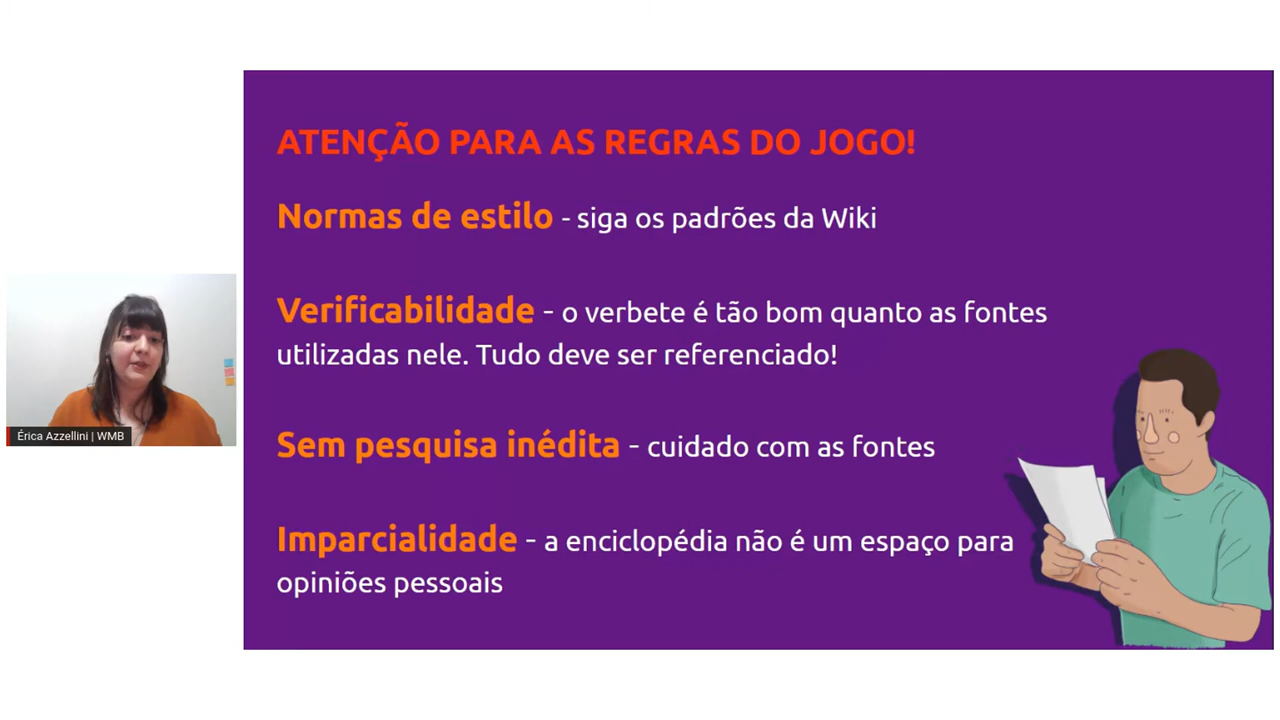 ATENÇÃO PARA AS REGRAS DO JOGO!
Normas de estilo - siga os padrões da Wiki
Verificabilidade - o verbete é tão bom quanto as fontes
utilizadas nele. Tudo deve ser referenciado!
Sem pesquisa inédita - cuidado com as fontes
Imparcialidade - a enciclopédia não é um espaço para
opiniões pessoais
Érica Azzellini | WMB